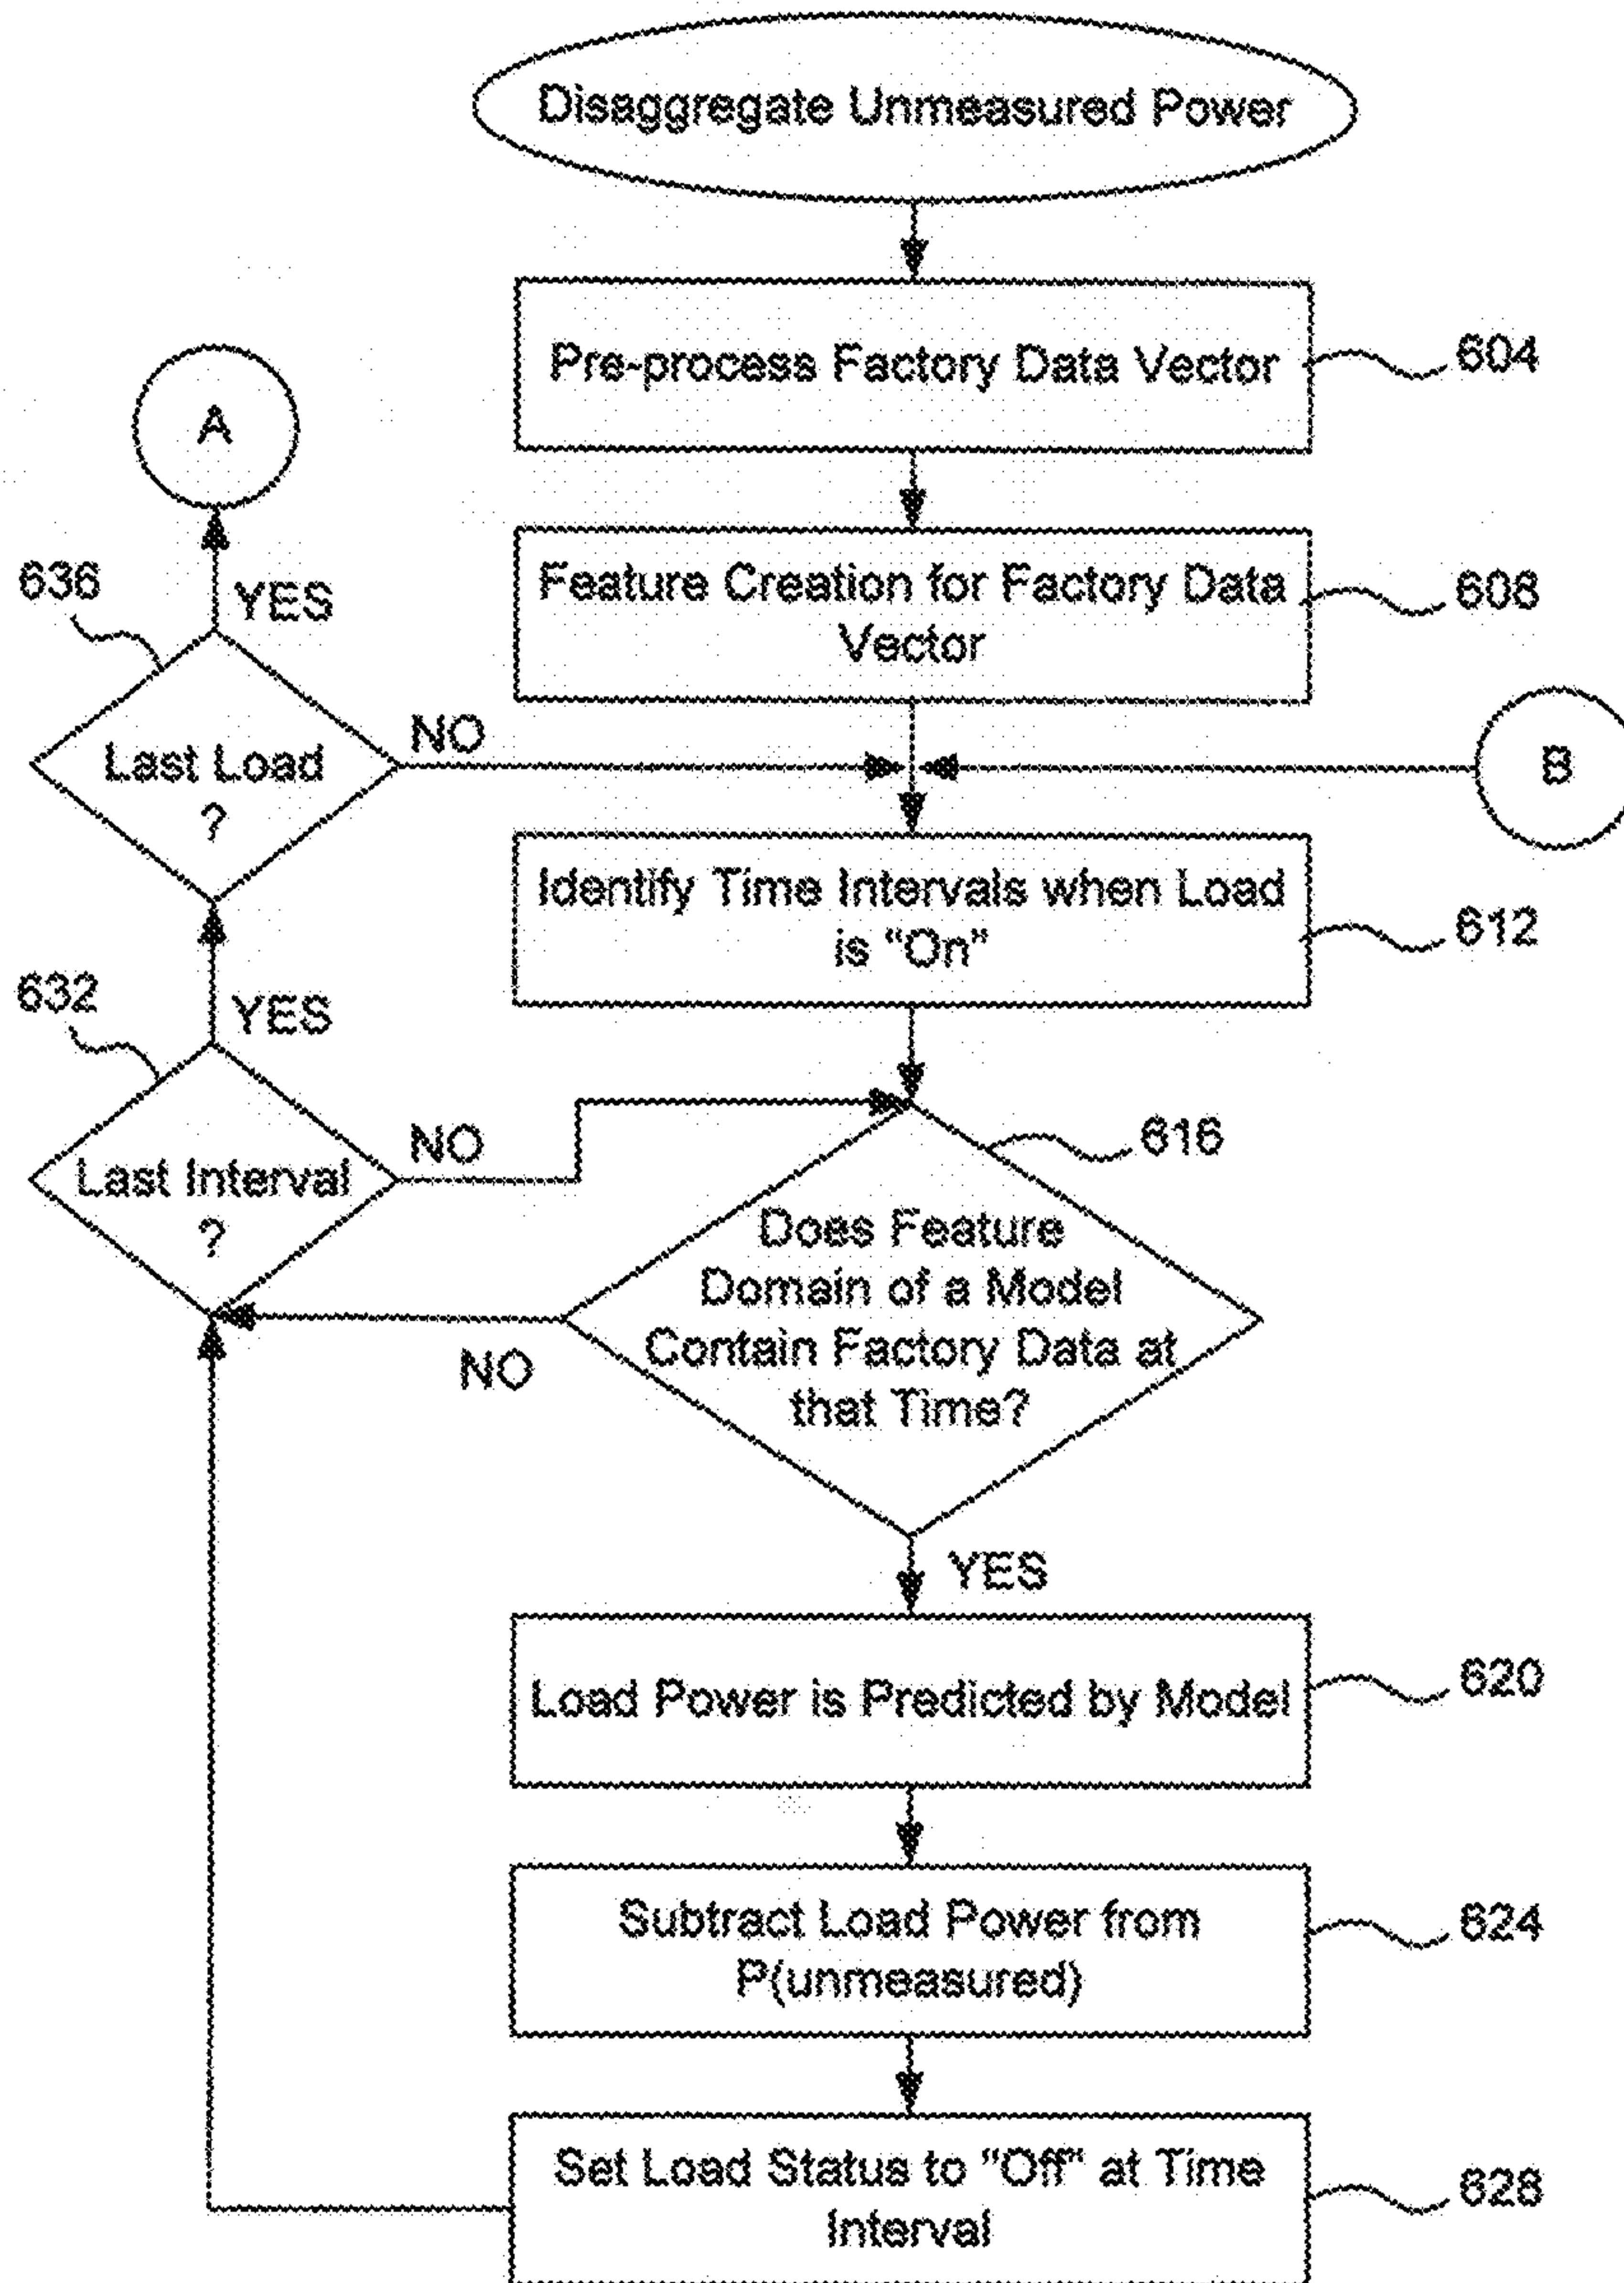 Disaggregate Unmeasured Power
Pre-process Factory Data Vector
604
A
Feature Creation for Factory Data
Vector
608
636
YES
NO
Last Load
?
B
Identify Time Intervals when Load
is "On"
612
632
YES
NO
Last Interval
?
616
Does Feature
Domain of a Model
Contain Factory Data at
that Time?
NO
YES
Load Power is Predicted by Model
620
Subtract Load Power from
P(unmeasured)
624
Set Load Status to "Off" at Time
Interval
628